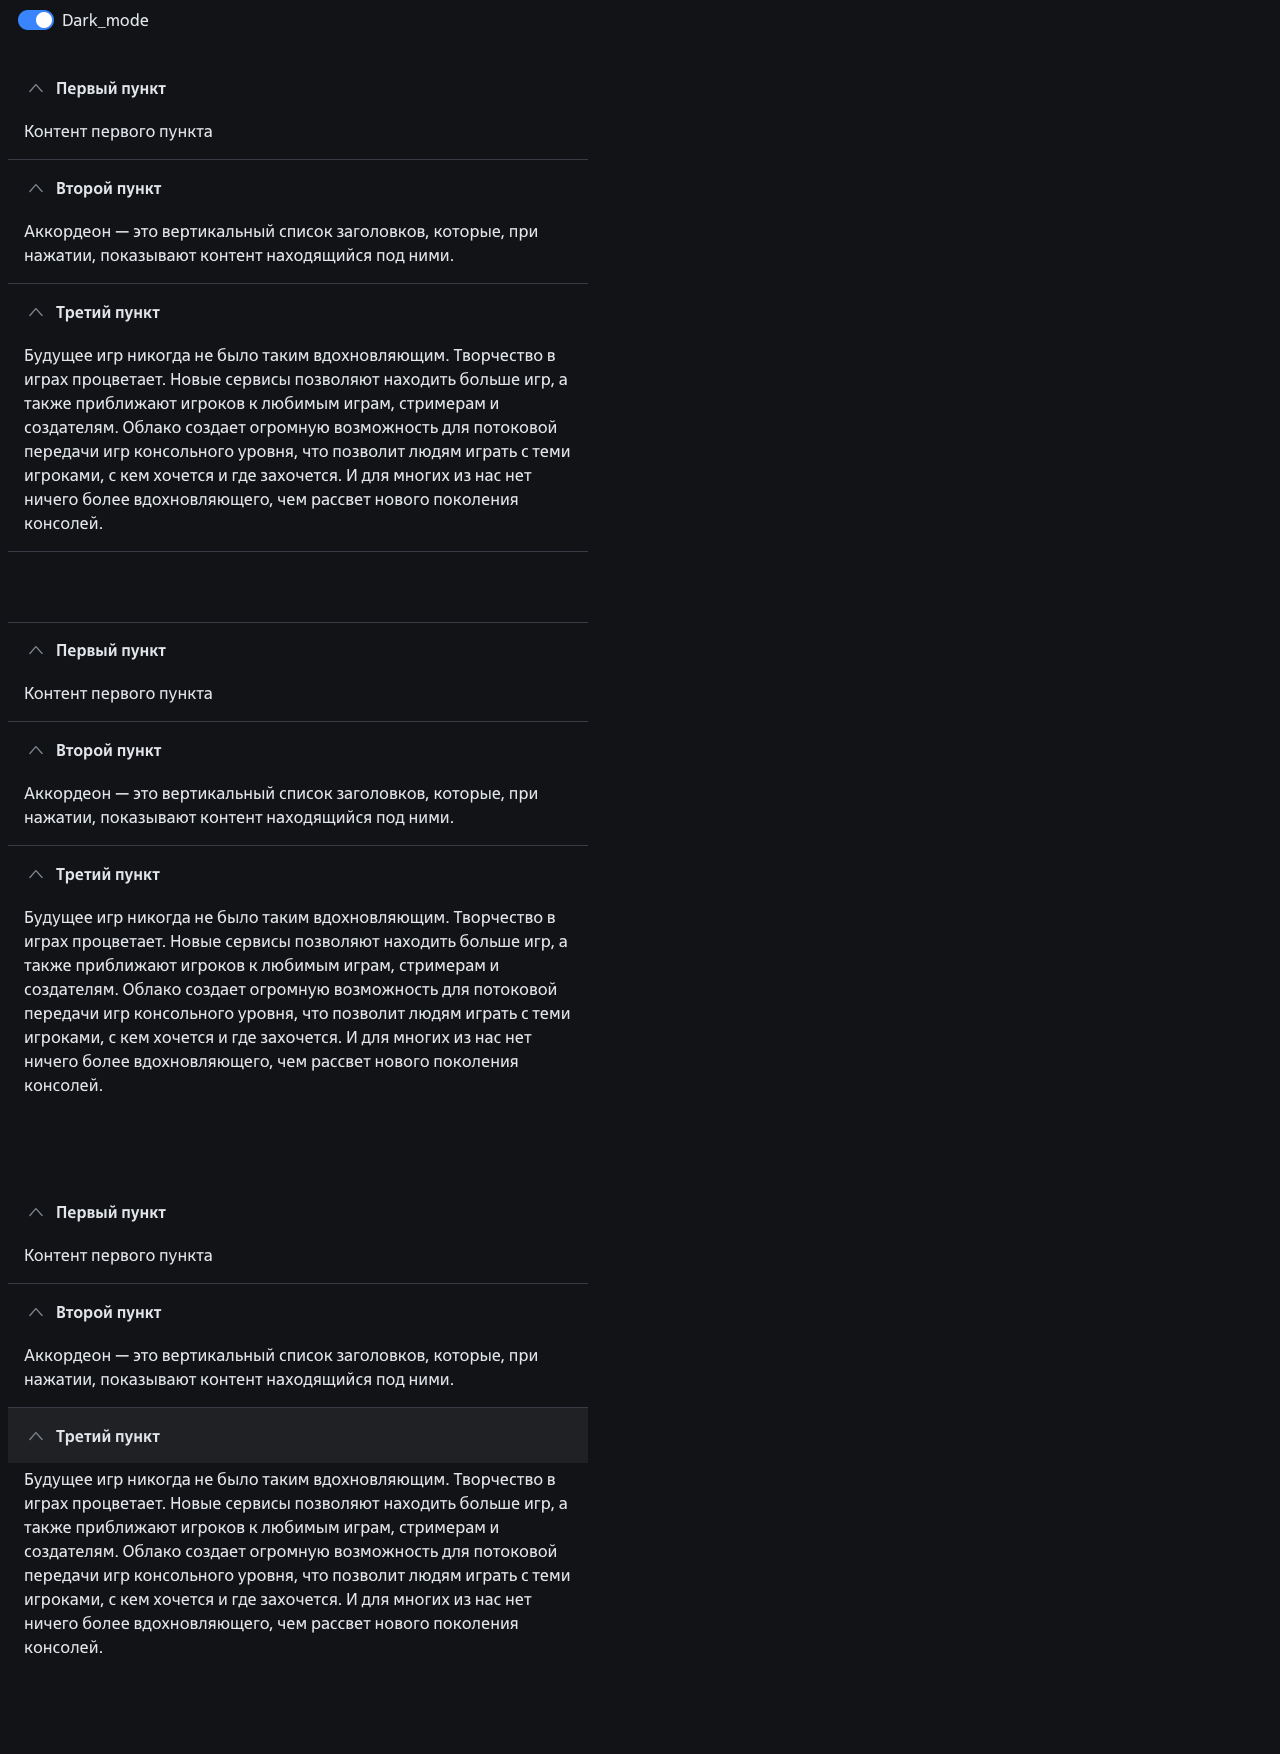 Dark_mode
Первый пункт
Контент первого пункта
Второй пункт
Аккордеон — это вертикальный список заголовков, которые, при
нажатии, показывают контент находящийся под ними.
Третий пункт
Будущее игр никогда не было таким вдохновляющим. Творчество в
играх процветает. Новые сервисы позволяют находить больше игр, а
также приближают игроков к любимым играм, стримерам и
создателям. Облако создает огромную возможность для потоковой
передачи игр консольного уровня, что позволит людям играть с теми
игроками, с кем хочется и где захочется. И для многих из нас нет
ничего более вдохновляющего, чем рассвет нового поколения
консолей.
Первый пункт
Контент первого пункта
Второй пункт
Аккордеон — это вертикальный список заголовков, которые, при
нажатии, показывают контент находящийся под ними.
Третий пункт
Будущее игр никогда не было таким вдохновляющим. Творчество в
играх процветает. Новые сервисы позволяют находить больше игр, а
также приближают игроков к любимым играм, стримерам и
создателям. Облако создает огромную возможность для потоковой
передачи игр консольного уровня, что позволит людям играть с теми
игроками, с кем хочется и где захочется. И для многих из нас нет
ничего более вдохновляющего, чем рассвет нового поколения
консолей.
Первый пункт
Контент первого пункта
Второй пункт
Аккордеон — это вертикальный список заголовков, которые, при
нажатии, показывают контент находящийся под ними.
Третий пункт
Будущее игр никогда не было таким вдохновляющим. Творчество в
играх процветает. Новые сервисы позволяют находить больше игр, а
также приближают игроков к любимым играм, стримерам и
создателям. Облако создает огромную возможность для потоковой
передачи игр консольного уровня, что позволит людям играть с теми
игроками, с кем хочется и где захочется. И для многих из нас нет
ничего более вдохновляющего, чем рассвет нового поколения
консолей.